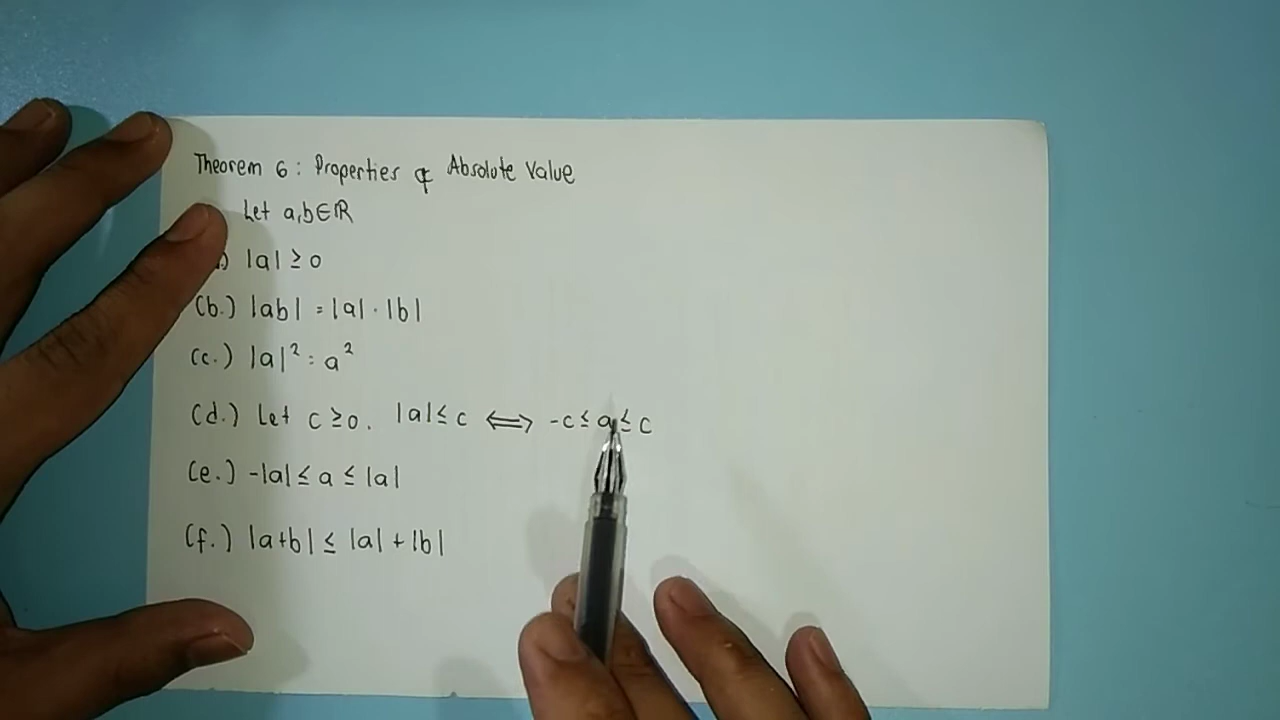 Theorem 6: Properties of Absolute Value
Let a,b∈ℝ
.) |a| ≥ 0
(b.) |ab| = |a| · |b|
(c.) |a|² = a²
(d.) Let c ≥ 0. |a| ≤ c ⟺ -c ≤ a ≤ c
(e.) -|a| ≤ a ≤ |a|
(f.) |a+b| ≤ |a| + |b|